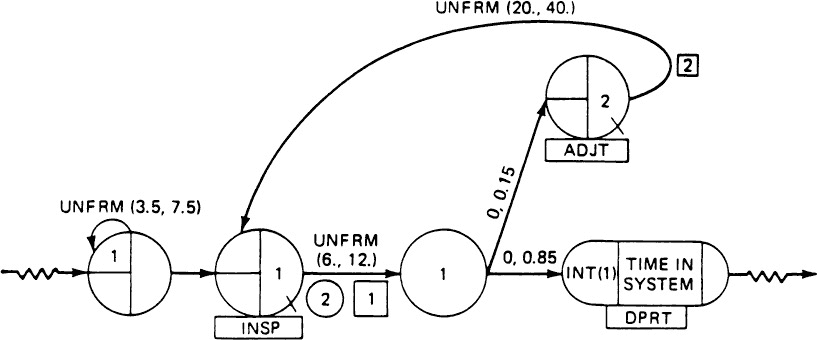 UNFRM (20., 40.)
2
2
ADJT
0, 0.15
UNFRM (3.5, 7.5)
1
1
INSP
UNFRM
(6., 12.)
2
1
1
0, 0.85
INT(1)
TIME IN
SYSTEM
DPRT